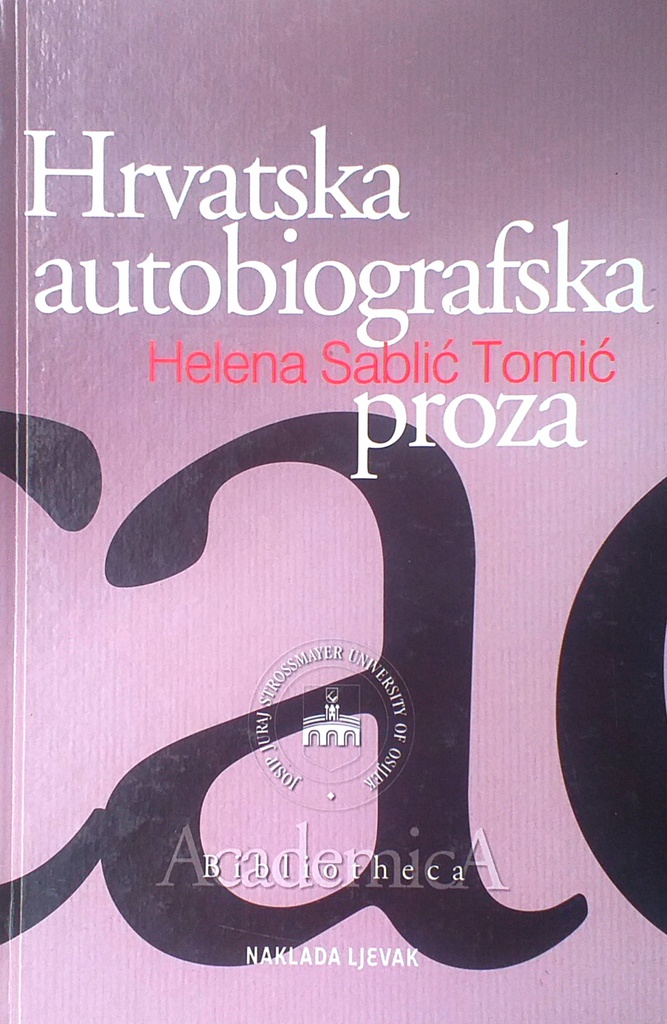 Hrvatska
autobiografska
Helena Sablić Tomić
proza
JOSIP JURAJ STROSSMAYER UNIVERSITY OF OSIJEK
AcademicA
Bibliotheca
NAKLADA LJEVAK